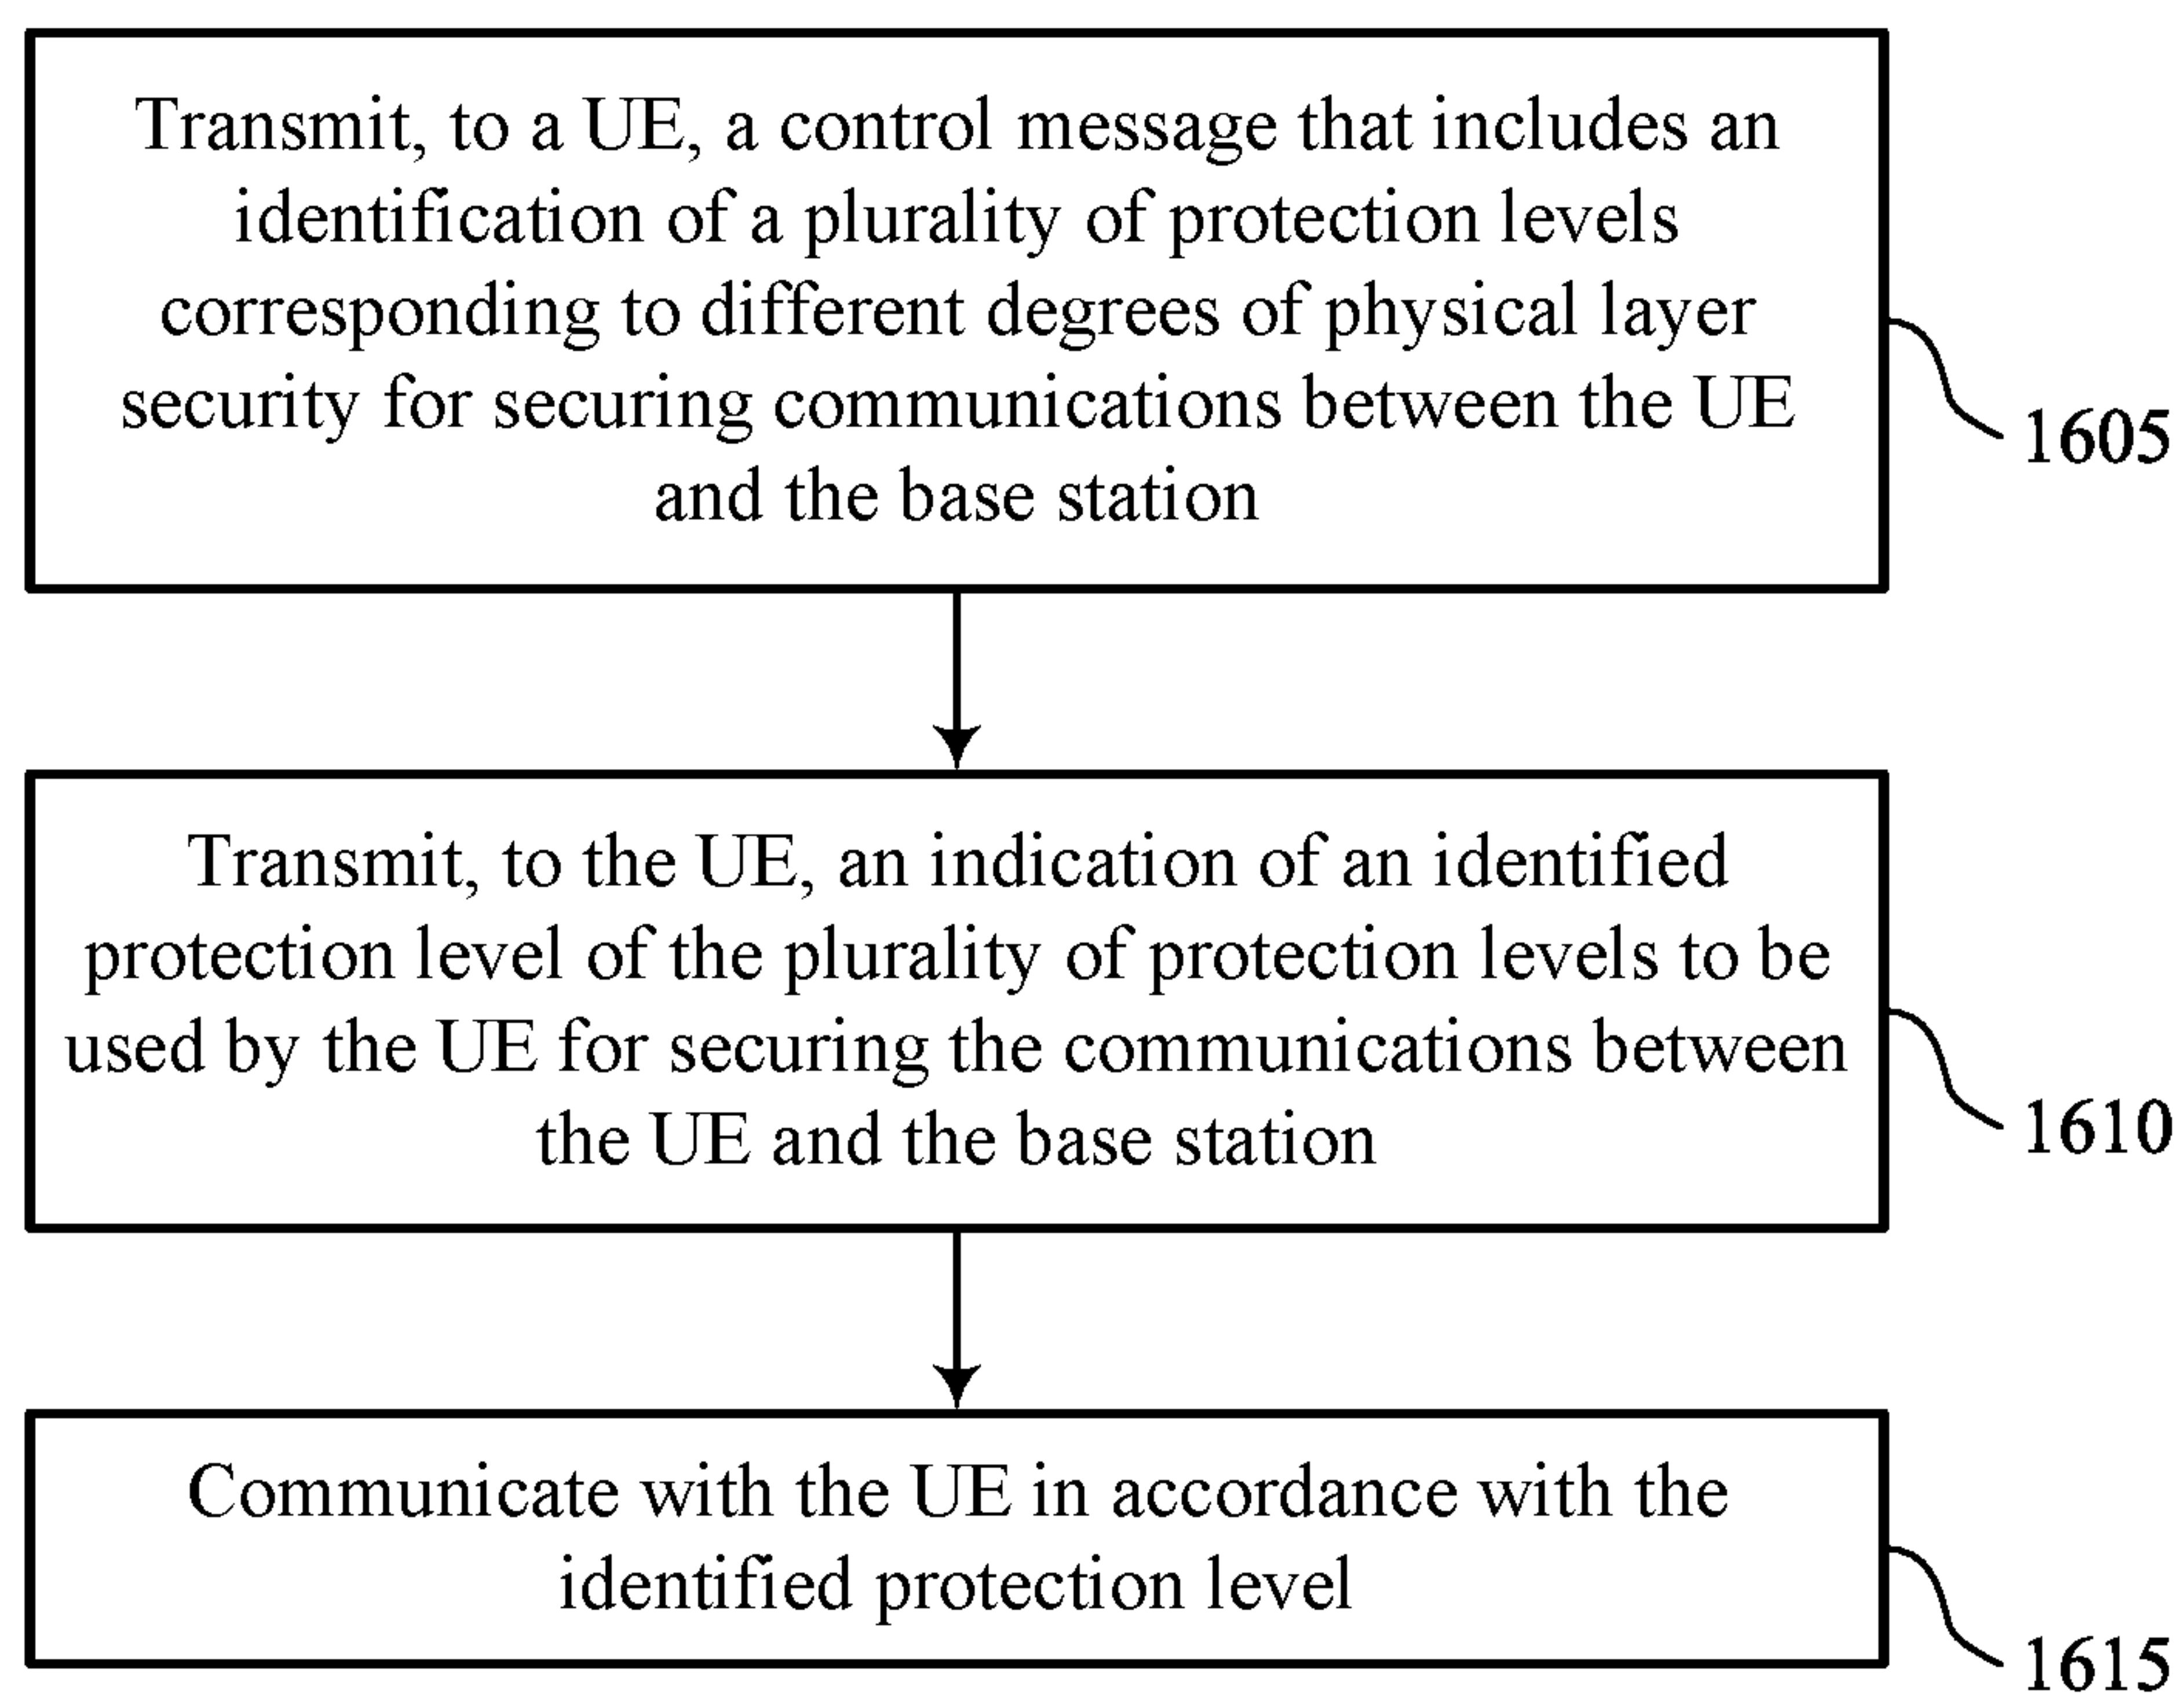 Transmit, to a UE, a control message that includes an
identification of a plurality of protection levels
corresponding to different degrees of physical layer
security for securing communications between the UE
and the base station
1605
Transmit, to the UE, an indication of an identified
protection level of the plurality of protection levels to be
used by the UE for securing the communications between
the UE and the base station
1610
Communicate with the UE in accordance with the
identified protection level
1615